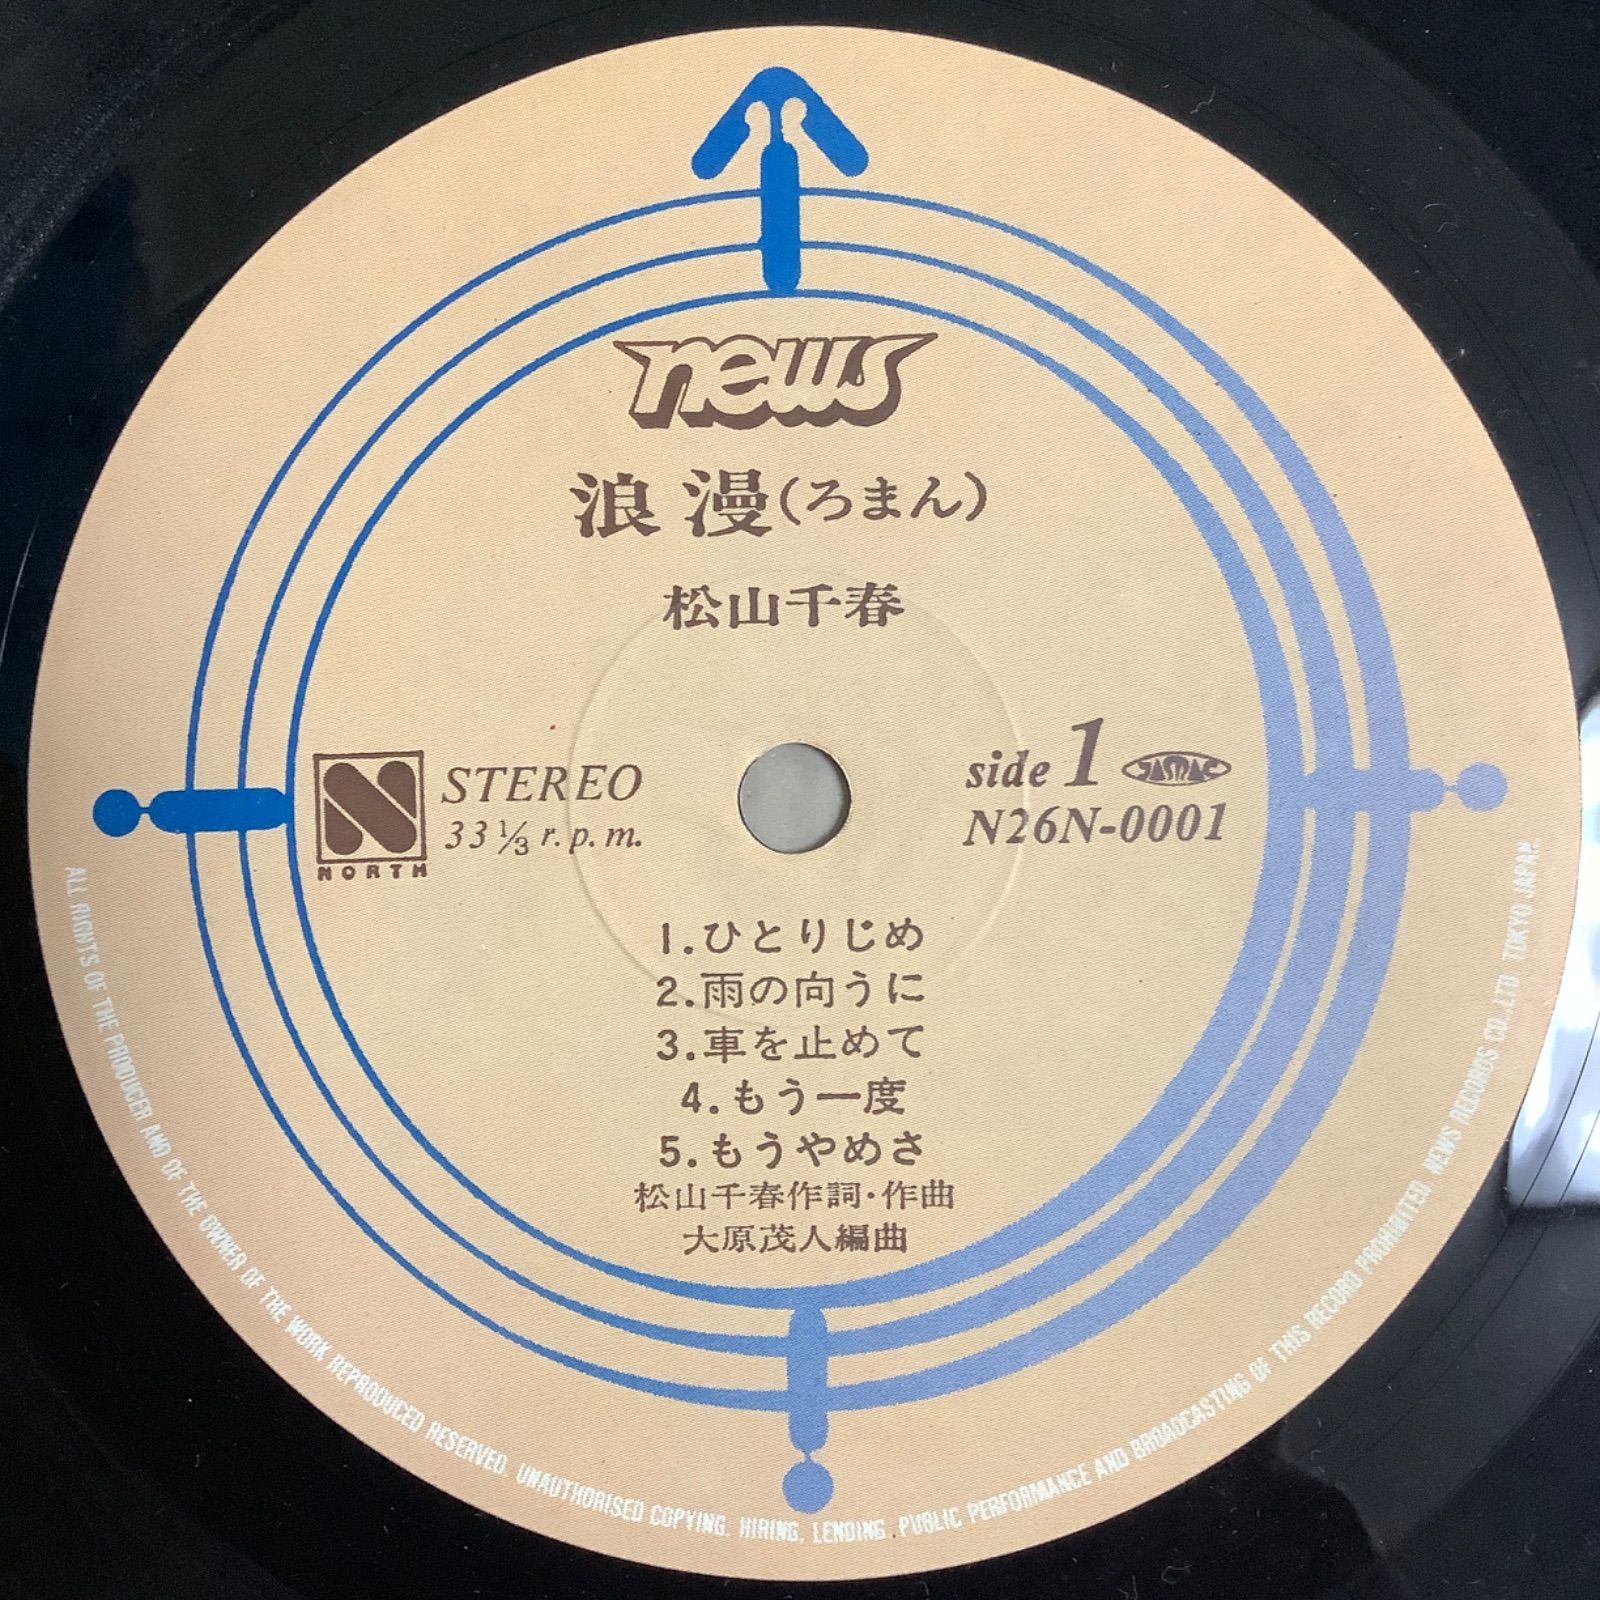 news
浪漫(ろまん)
松山千春
N
NORTH
STEREO
33 1/3 r.p.m.
side 1 JASRAC
N26N-0001
1.ひとりじめ
2.雨の向うに
3.車を止めて
4.もう一度
5.もうやめさ
松山千春作詞・作曲
大原茂人編曲
ALL RIGHTS OF THE PRODUCER AND OF THE OWNER OF THE WORK REPRODUCED RESERVED. UNAUTHORISED COPYING, HIRING, LENDING, PUBLIC PERFORMANCE AND BROADCASTING OF THIS RECORD PROHIBITED NEWS RECORDS CO.,LTD TOKYO JAPAN.